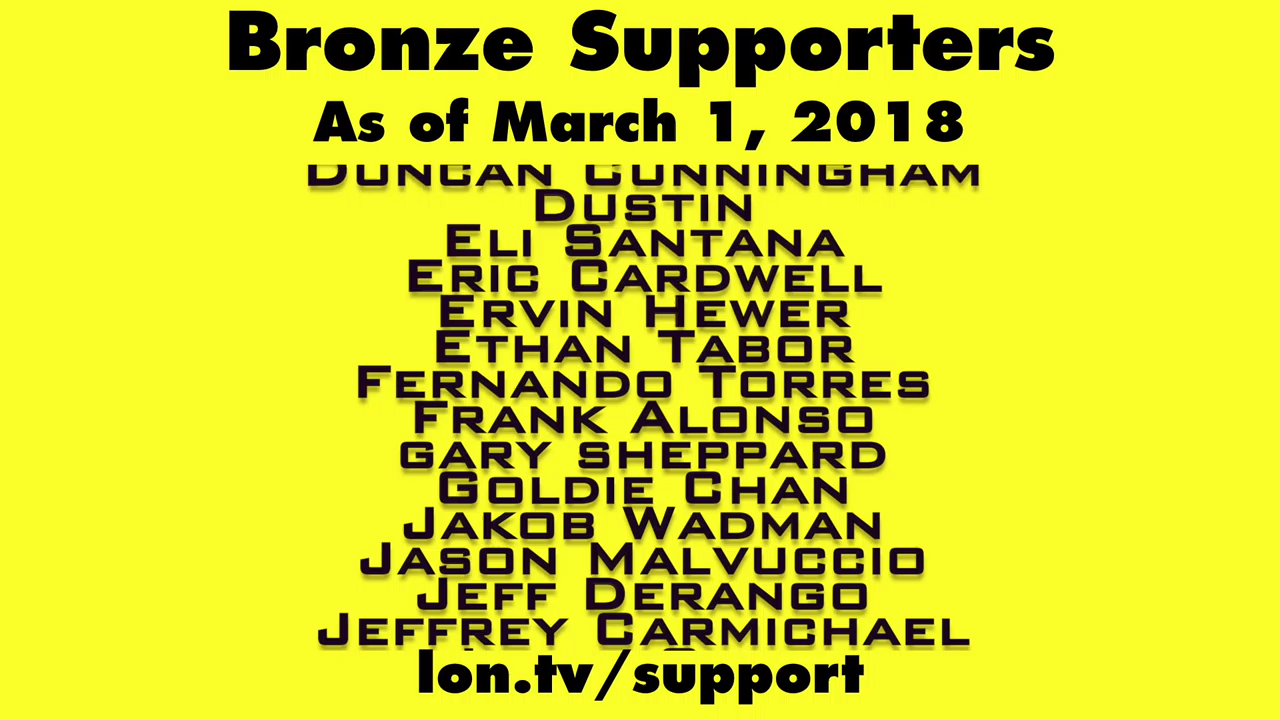 Bronze Supporters
As of March 1, 2018
Duncan Cunningham
Dustin
Eli Santana
Eric Cardwell
Ervin Hewer
Ethan Tabor
Fernando Torres
Frank Alonso
gary sheppard
Goldie Chan
Jakob Wadman
Jason Malvuccio
Jeff Derango
Jeffrey Carmichael
lon.tv/support